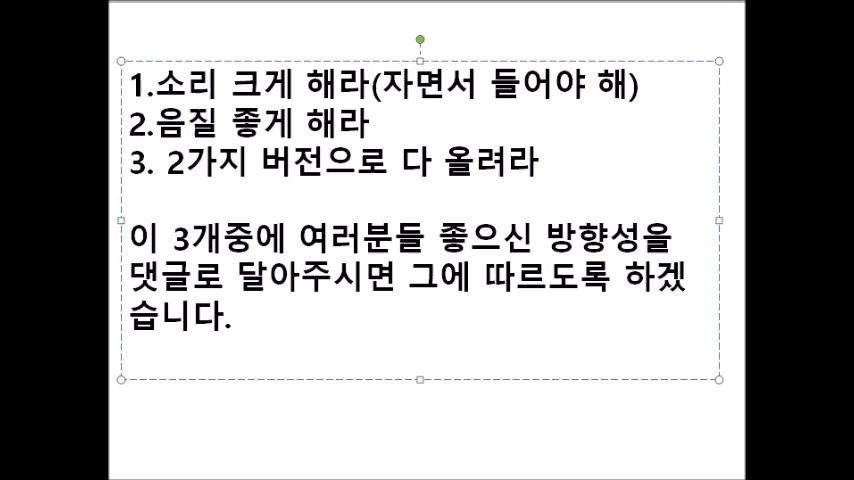 1.소리 크게 해라(자면서 들어야 해)
2.음질 좋게 해라
3. 2가지 버전으로 다 올려라
이 3개중에 여러분들 좋으신 방향성을
댓글로 달아주시면 그에 따르도록 하겠
습니다.